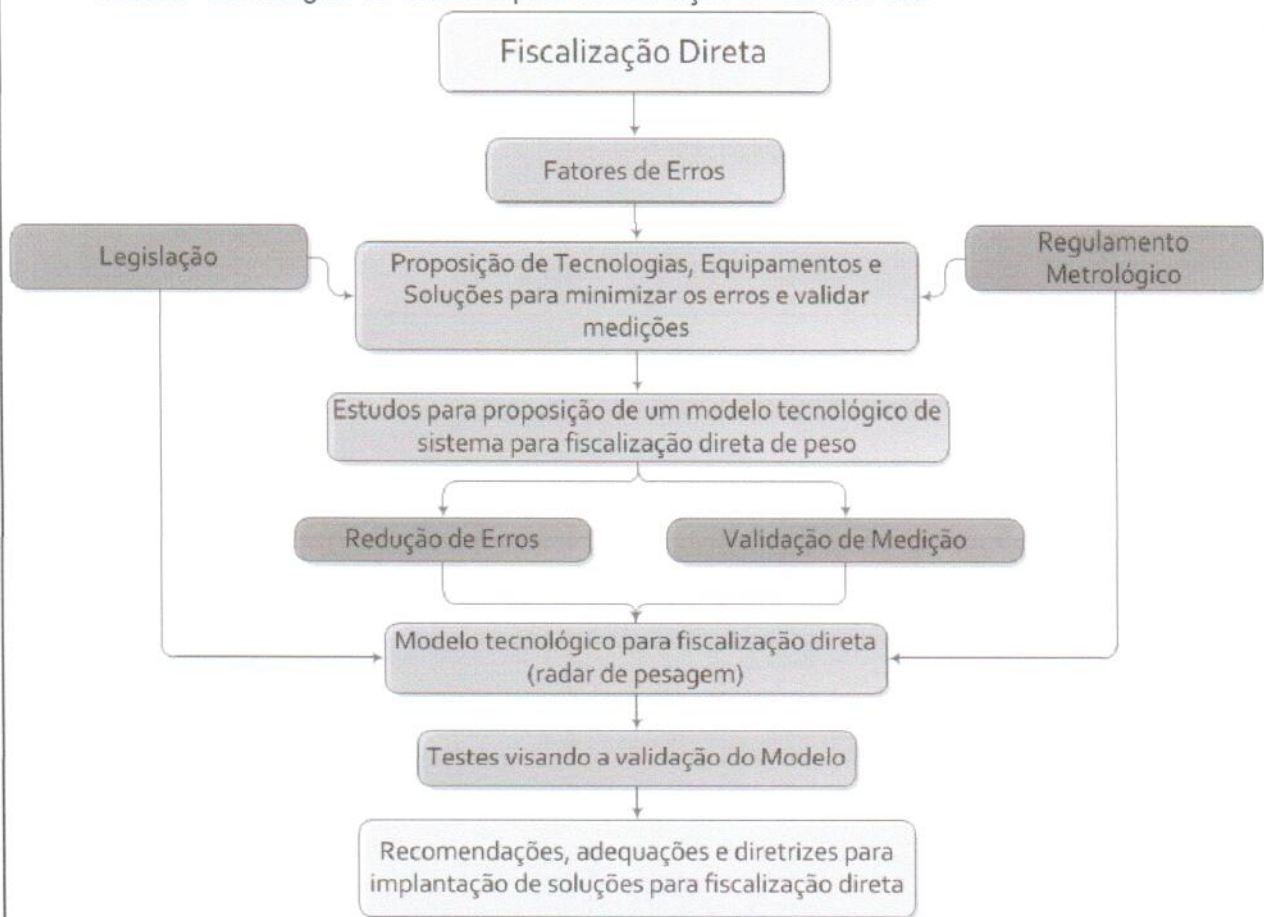 Fiscalização Direta
Fatores de Erros
Legislação
Proposição de Tecnologias, Equipamentos e
Soluções para minimizar os erros e validar
medições
Regulamento
Metrológico
Estudos para proposição de um modelo tecnológico de
sistema para fiscalização direta de peso
Redução de Erros
Validação de Medição
Modelo tecnológico para fiscalização direta
(radar de pesagem)
Testes visando a validação do Modelo
Recomendações, adequações e diretrizes para
implantação de soluções para fiscalização direta